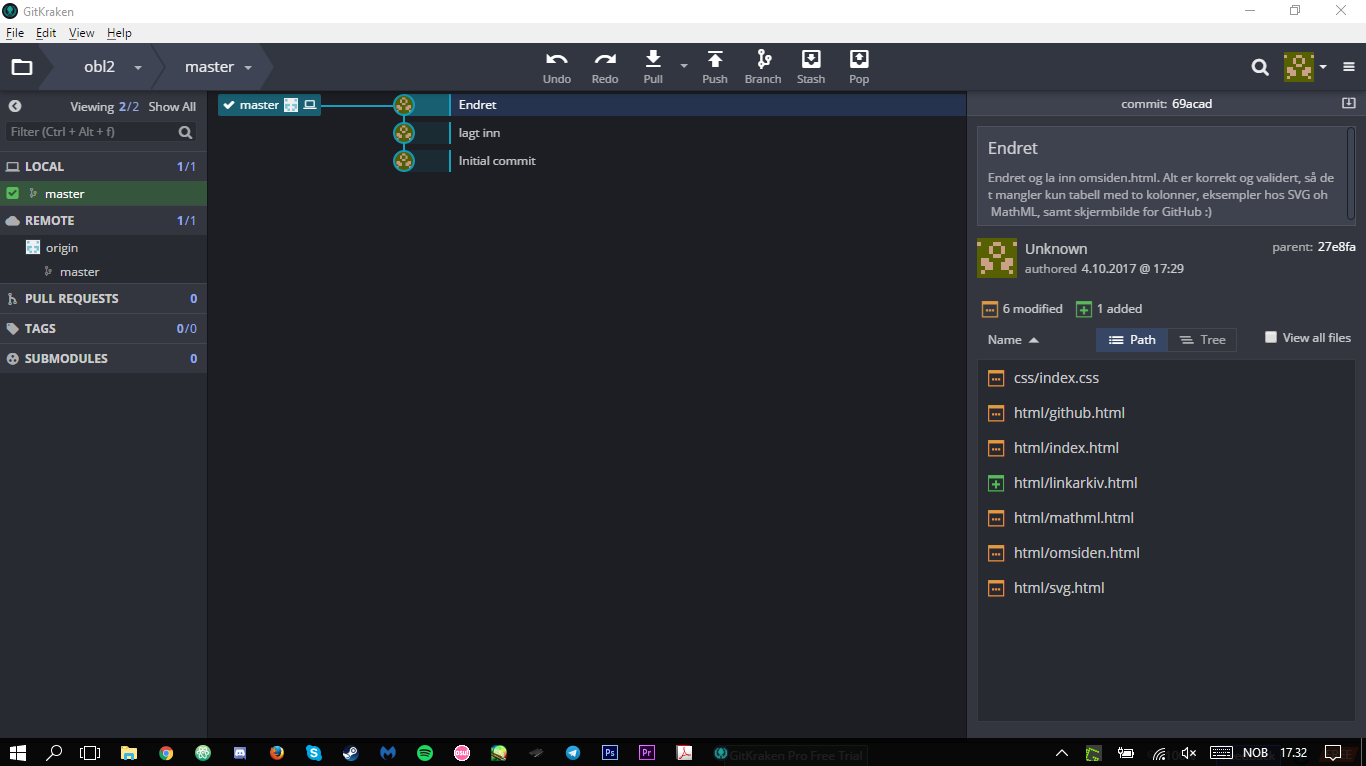 GitKraken
File Edit View Help
obl2 master
Undo Redo Pull Push Branch Stash Pop
Viewing 2/2 Show All
Filter (Ctrl + Alt + f)
LOCAL 1/1
master
REMOTE 1/1
origin
master
PULL REQUESTS 0
TAGS 0/0
SUBMODULES 0
master
Endret
lagt inn
Initial commit
commit: 69acad
Endret
Endret og la inn omsiden.html. Alt er korrekt og validert, så de
t mangler kun tabell med to kolonner, eksempler hos SVG oh
MathML, samt skjermbilde for GitHub :)
Unknown
parent: 27e8fa
authored 4.10.2017 @ 17:29
6 modified 1 added
Name Path Tree View all files
css/index.css
html/github.html
html/index.html
html/linkarkiv.html
html/mathml.html
html/omsiden.html
html/svg.html
Ps Pr
GitKraken Pro Free Trial
NOB 17.32